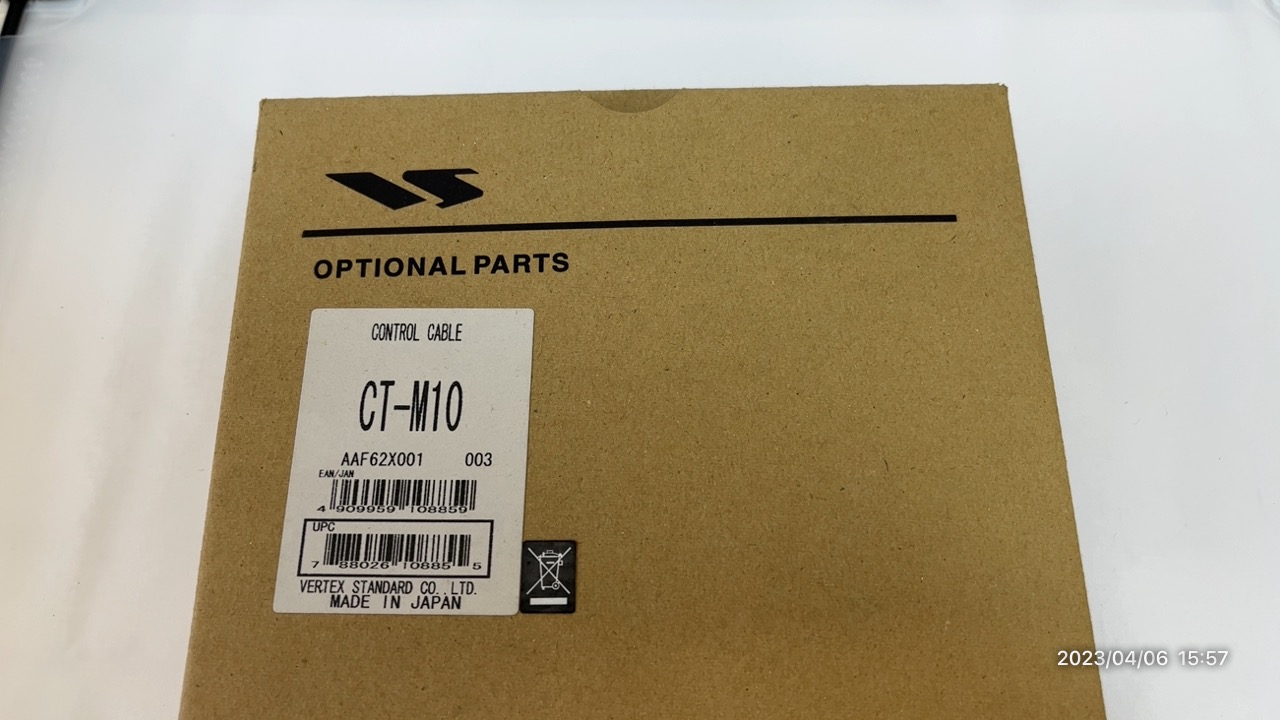 VS
OPTIONAL PARTS
CONTROL CABLE
CT-M10
AAF62X001 003
EAN/JAN
4 909959 108859
UPC
7 88026 10885 5
VERTEX STANDARD CO.,LTD.
MADE IN JAPAN
2023/04/06 15:57